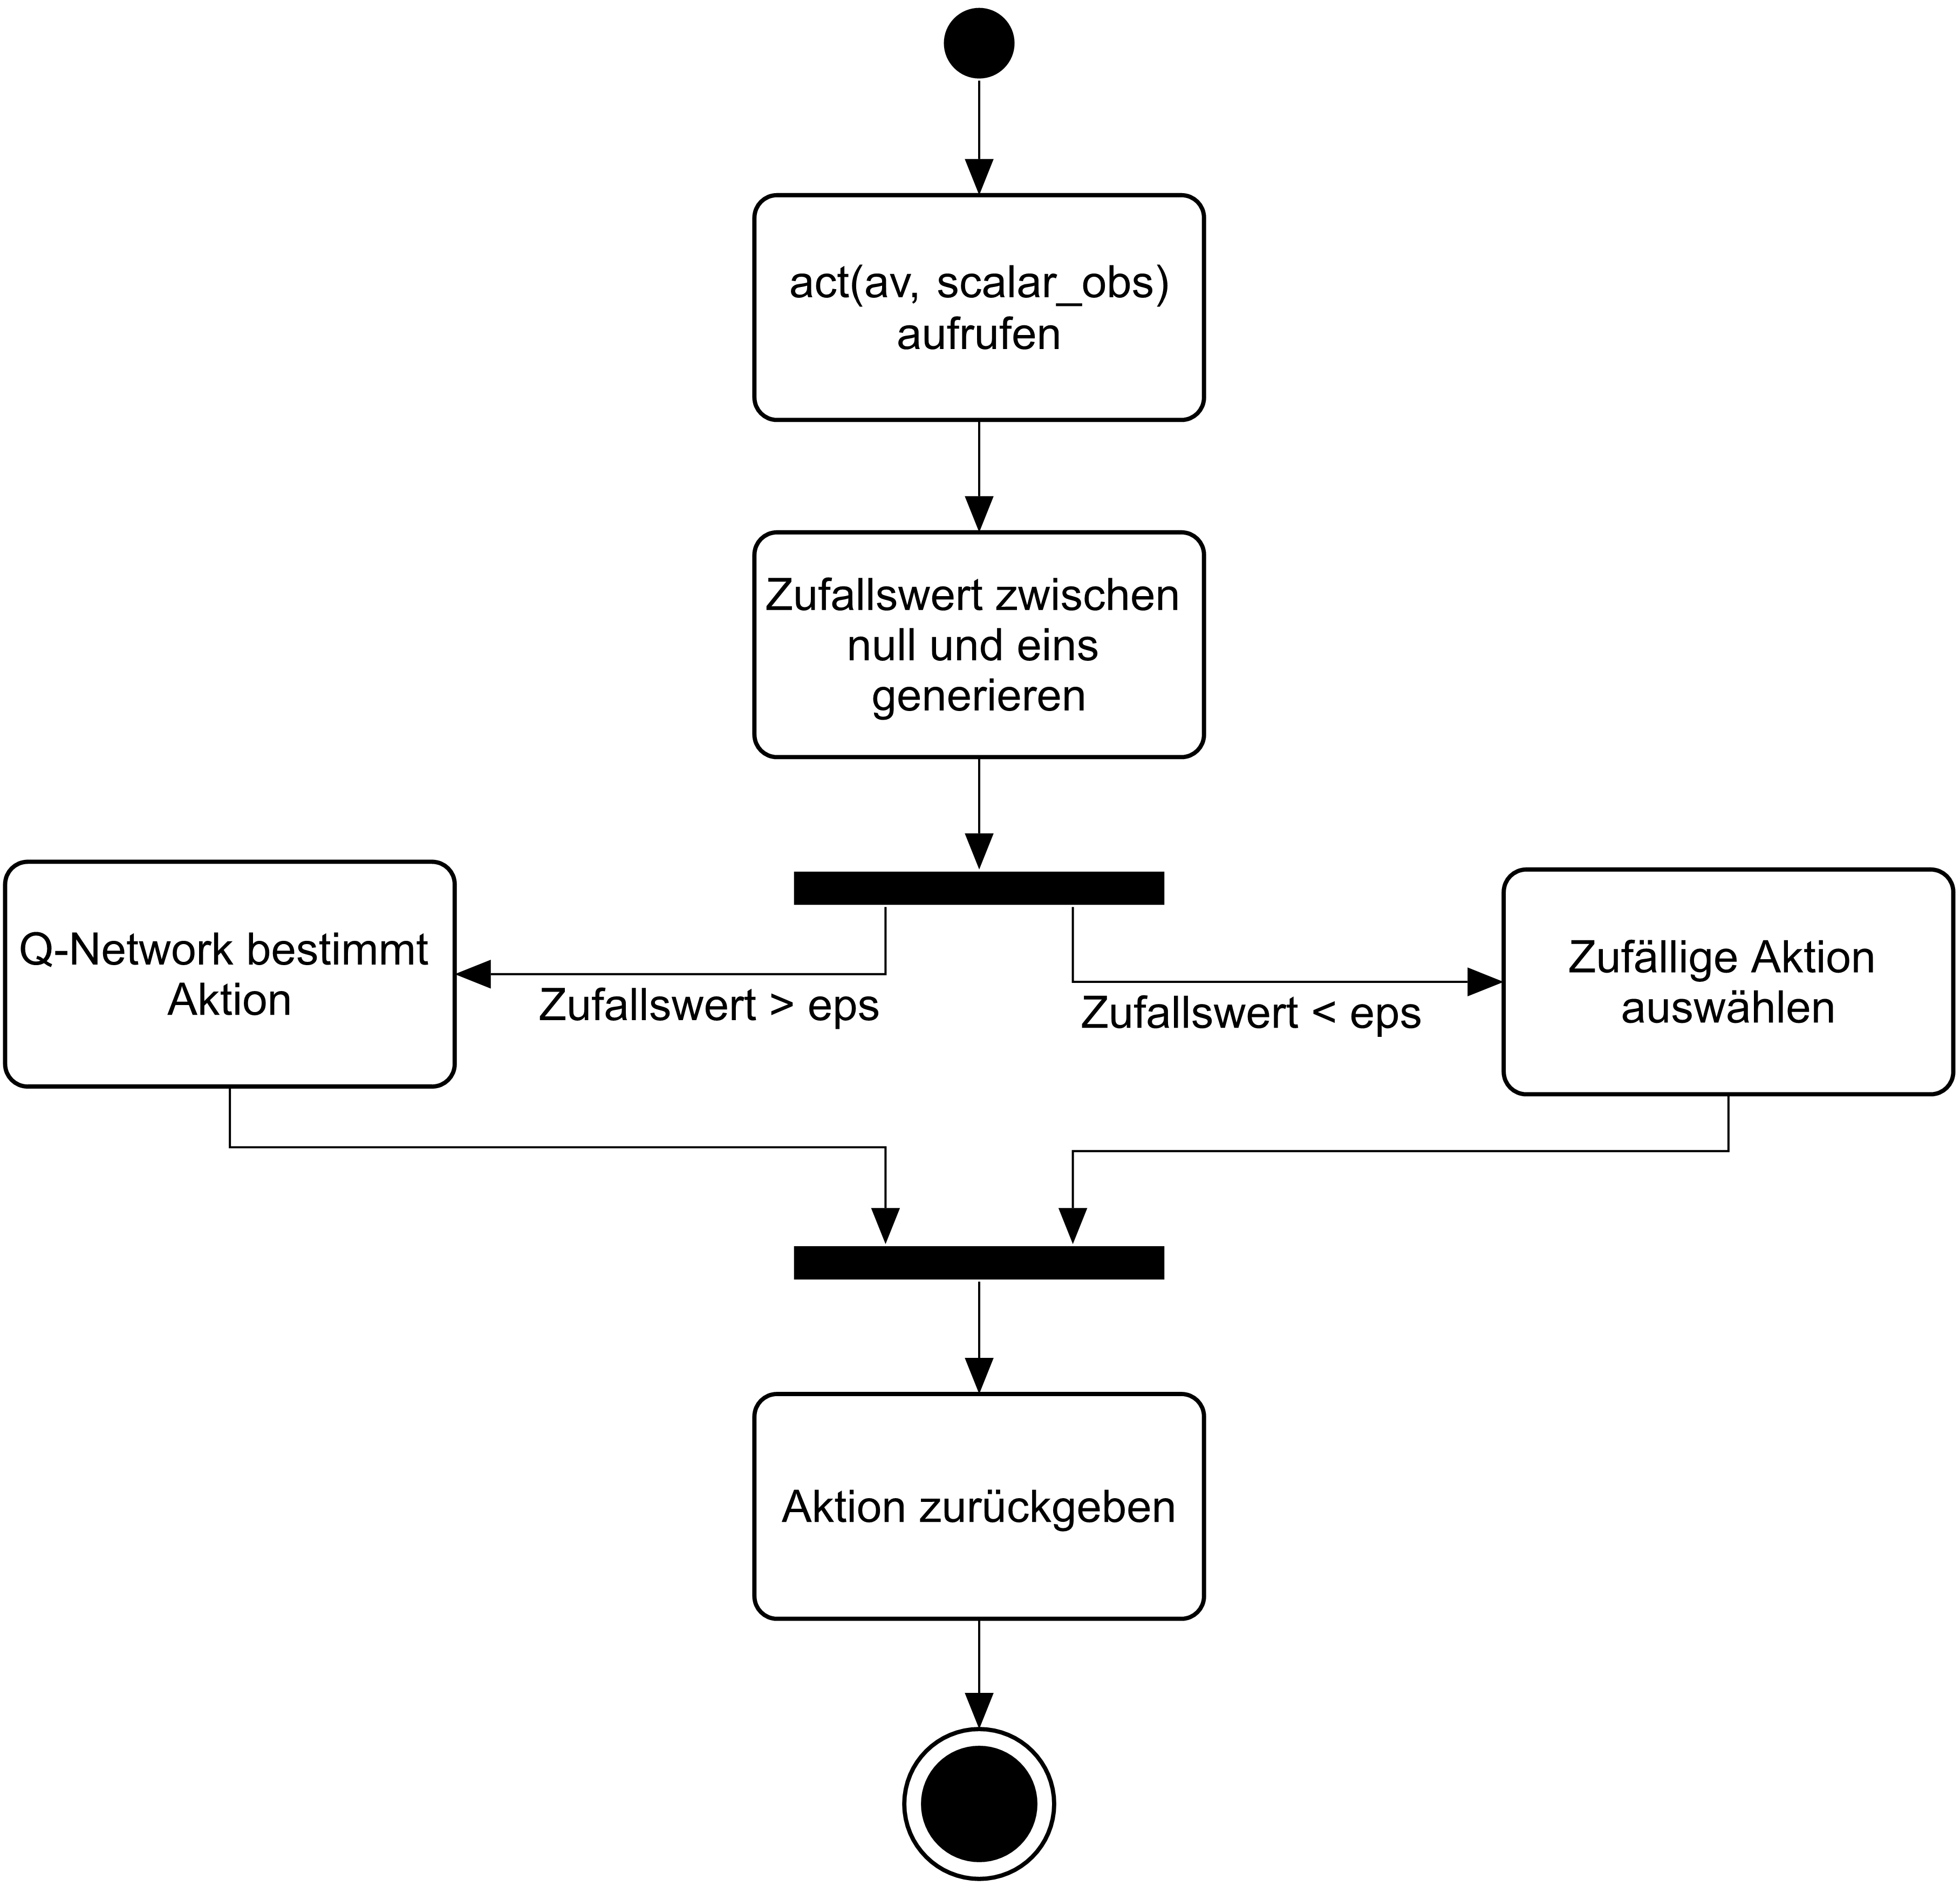 act(av, scalar_obs)
aufrufen
Zufallswert zwischen
null und eins
generieren
Q-Network bestimmt
Aktion
Zufallswert > eps
Zufallswert < eps
Zufällige Aktion
auswählen
Aktion zurückgeben